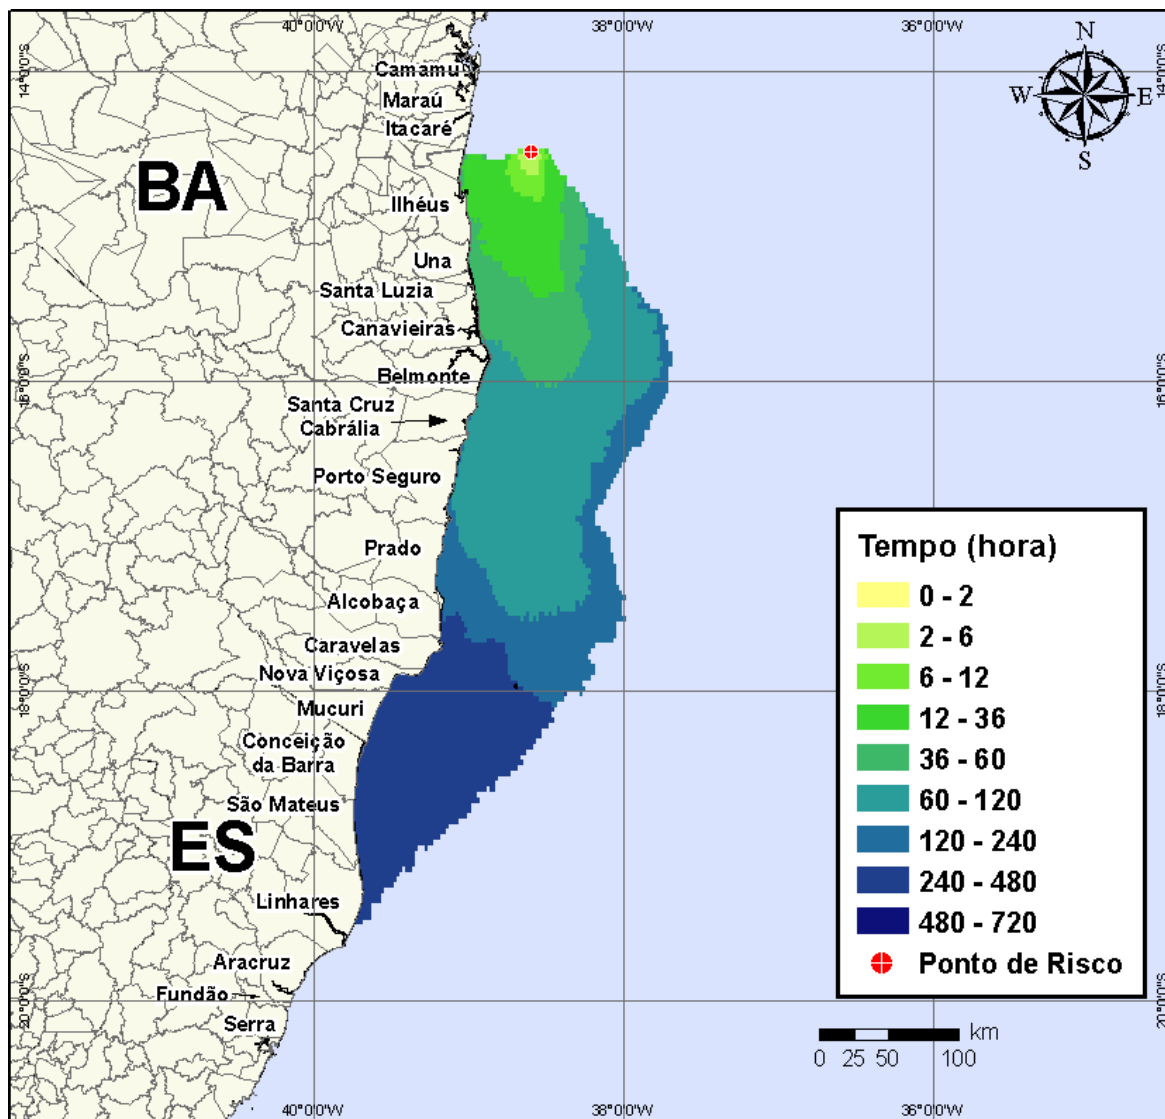 40°0'0"W 38°0'0"W 36°0'0"W
N
W E
S
14°0'0"S 14°0'0"S
Camamu
Maraú
Itacaré
BA
Ilhéus
Una
Santa Luzia
Canavieiras
Belmonte
16°0'0"S 16°0'0"S
Santa Cruz
Cabrália
Porto Seguro
Prado
Alcobaça
Caravelas
Nova Viçosa
18°0'0"S 18°0'0"S
Mucuri
Conceição
da Barra
São Mateus
ES
Linhares
Aracruz
Fundão
20°0'0"S 20°0'0"S
Serra
Tempo (hora)
0 - 2
2 - 6
6 - 12
12 - 36
36 - 60
60 - 120
120 - 240
240 - 480
480 - 720
Ponto de Risco
km
0 25 50 100
40°0'0"W 38°0'0"W 36°0'0"W